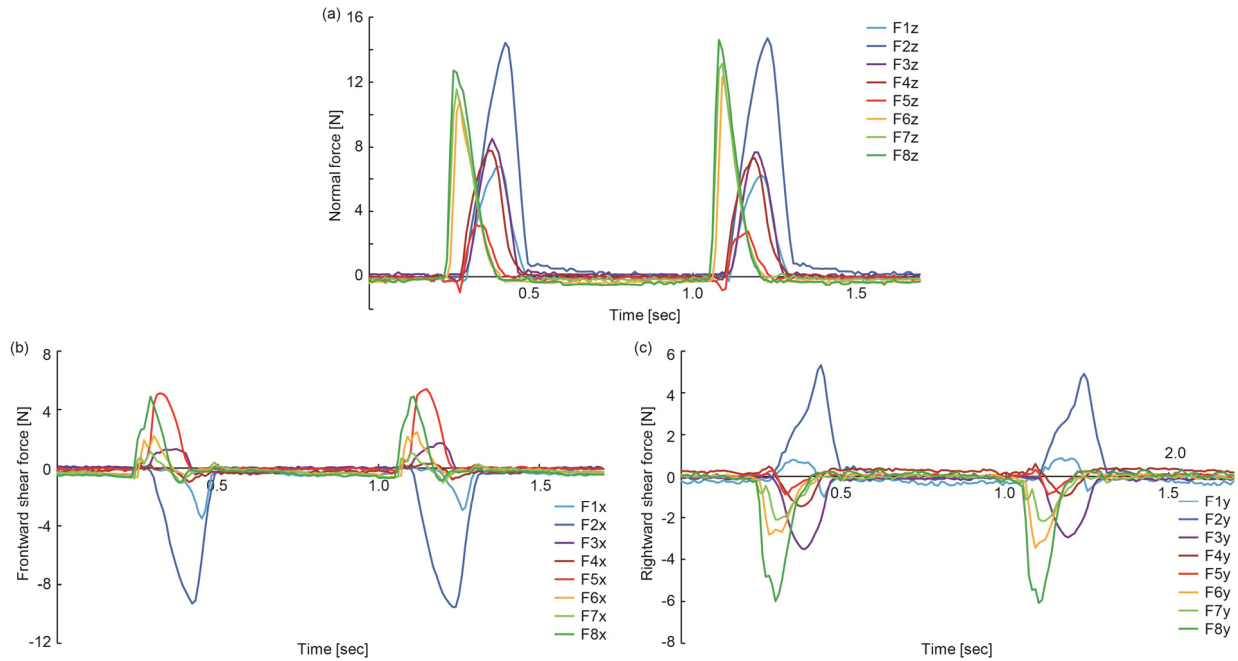 (a)
Normal force [N]
16
12
8
4
0
0.5
1.0
1.5
Time [sec]
F1z
F2z
F3z
F4z
F5z
F6z
F7z
F8z
(b)
Frontward shear force [N]
8
4
0
-4
-8
-12
0.5
1.0
1.5
Time [sec]
F1x
F2x
F3x
F4x
F5x
F6x
F7x
F8x
(c)
Rightward shear force [N]
6
4
2
0
-2
-4
-6
-8
0.5
1.0
1.5
2.0
Time [sec]
F1y
F2y
F3y
F4y
F5y
F6y
F7y
F8y